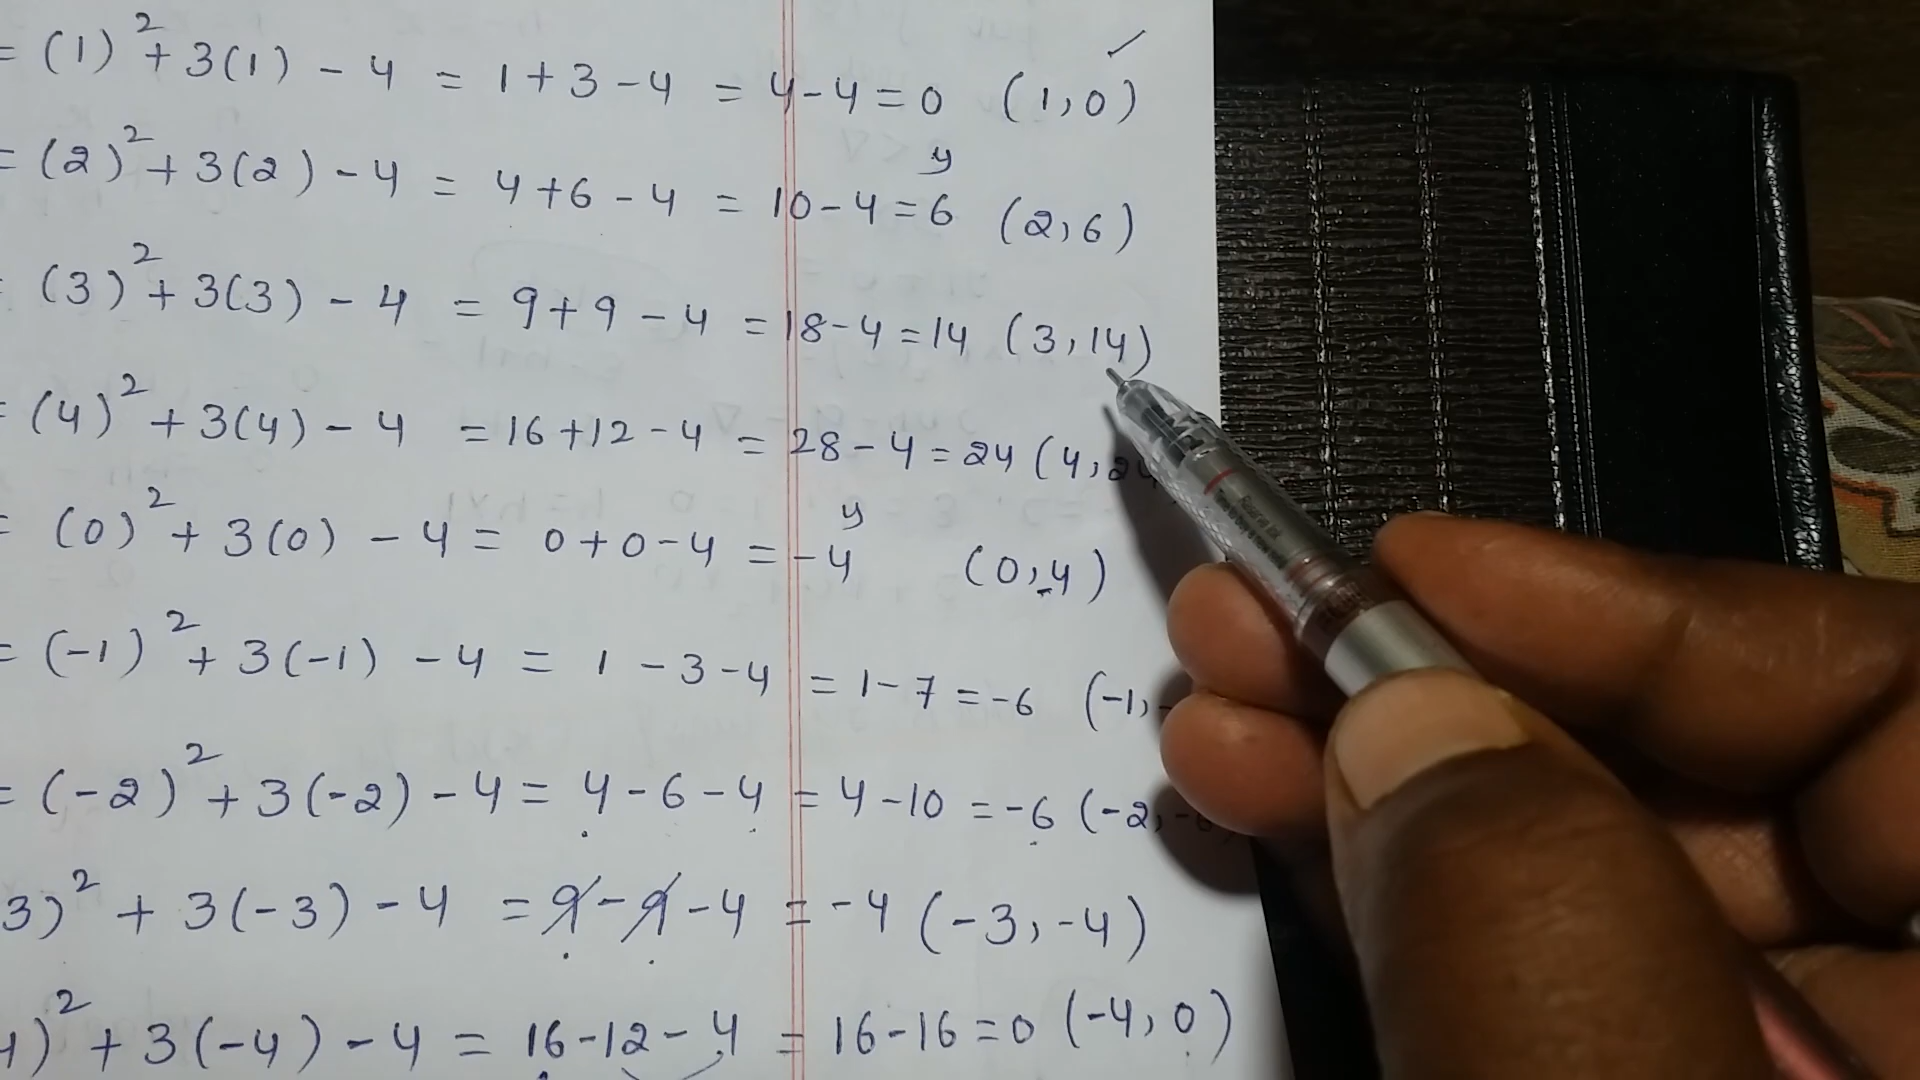 = (1)² + 3(1) - 4 = 1 + 3 - 4 = 4 - 4 = 0 (1,0) ✓
= (2)² + 3(2) - 4 = 4 + 6 - 4 = 10 - 4 = 6 (2,6)
y
= (3)² + 3(3) - 4 = 9 + 9 - 4 = 18 - 4 = 14 (3,14)
= (4)² + 3(4) - 4 = 16 + 12 - 4 = 28 - 4 = 24 (4,24
= (0)² + 3(0) - 4 = 0 + 0 - 4 = -4 (0,-4)
y
= (-1)² + 3(-1) - 4 = 1 - 3 - 4 = 1 - 7 = -6 (-1,-
= (-2)² + 3(-2) - 4 = 4 - 6 - 4 = 4 - 10 = -6 (-2,-6)
3)² + 3(-3) - 4 = 9 - 9 - 4 = -4 (-3,-4)
4)² + 3(-4) - 4 = 16 - 12 - 4 = 16 - 16 = 0 (-4,0)